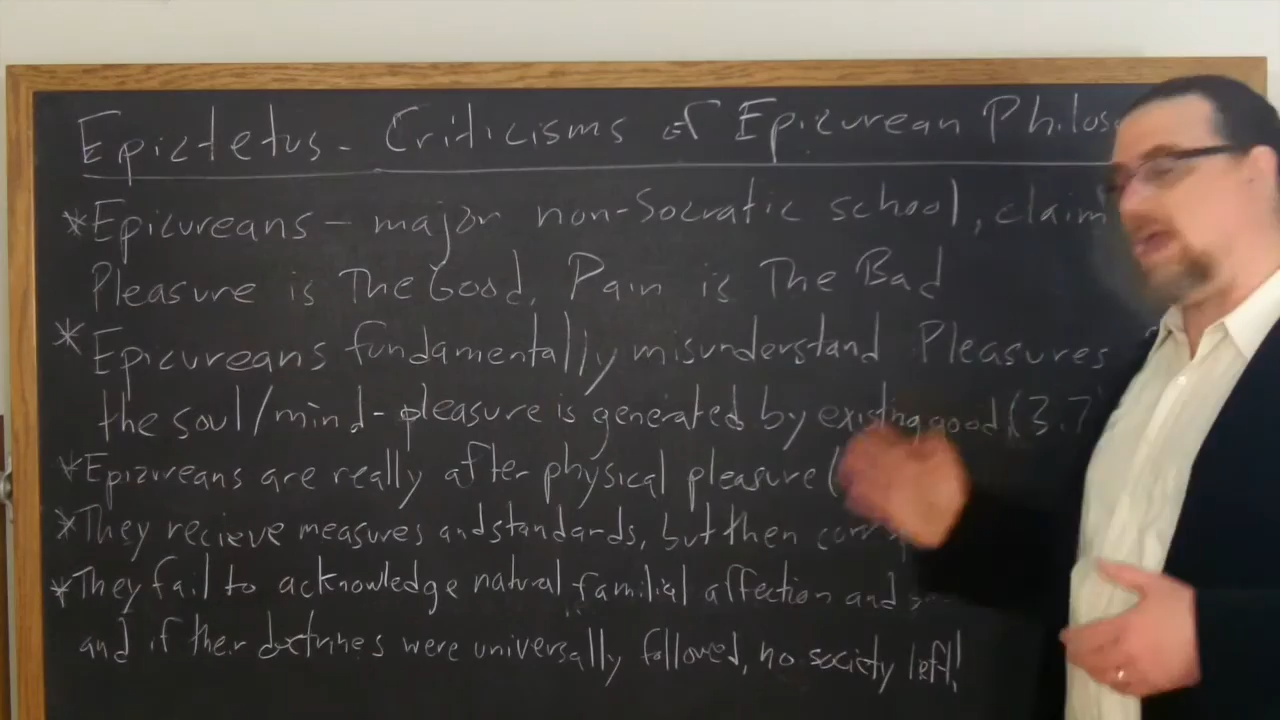 Epictetus - Criticisms of Epicurean Philos
*Epicureans - major non-Socratic school, claim
Pleasure is The Good, Pain is The Bad
*Epicureans fundamentally misunderstand Pleasures
the soul/mind - pleasure is generated by existing good (3.7)
*Epicureans are really after physical pleasure (
*They recieve measures and standards, but then
*They fail to acknowledge natural familial affection and
and if their doctrines were universally followed, no society left!